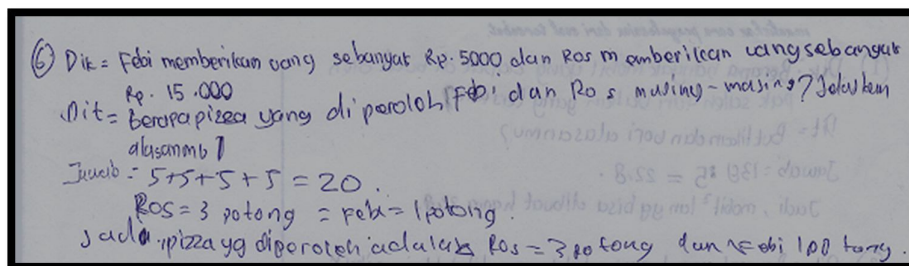 6 Dik = Febi memberikan uang sebanyak Rp. 5000 dan Ros memberikan uang sebanyak
Rp. 15.000
Dit = Berapa pizza yang diperoloh Febi dan Ros masing-masing? Jelaskan
alasanmu!
Jawab = 5+5+5+5 = 20.
Ros = 3 potong = Febi = 1 potong.
Jadi pizza yg diperoleh adalah Ros = 3 potong dan Febi 1 potong.